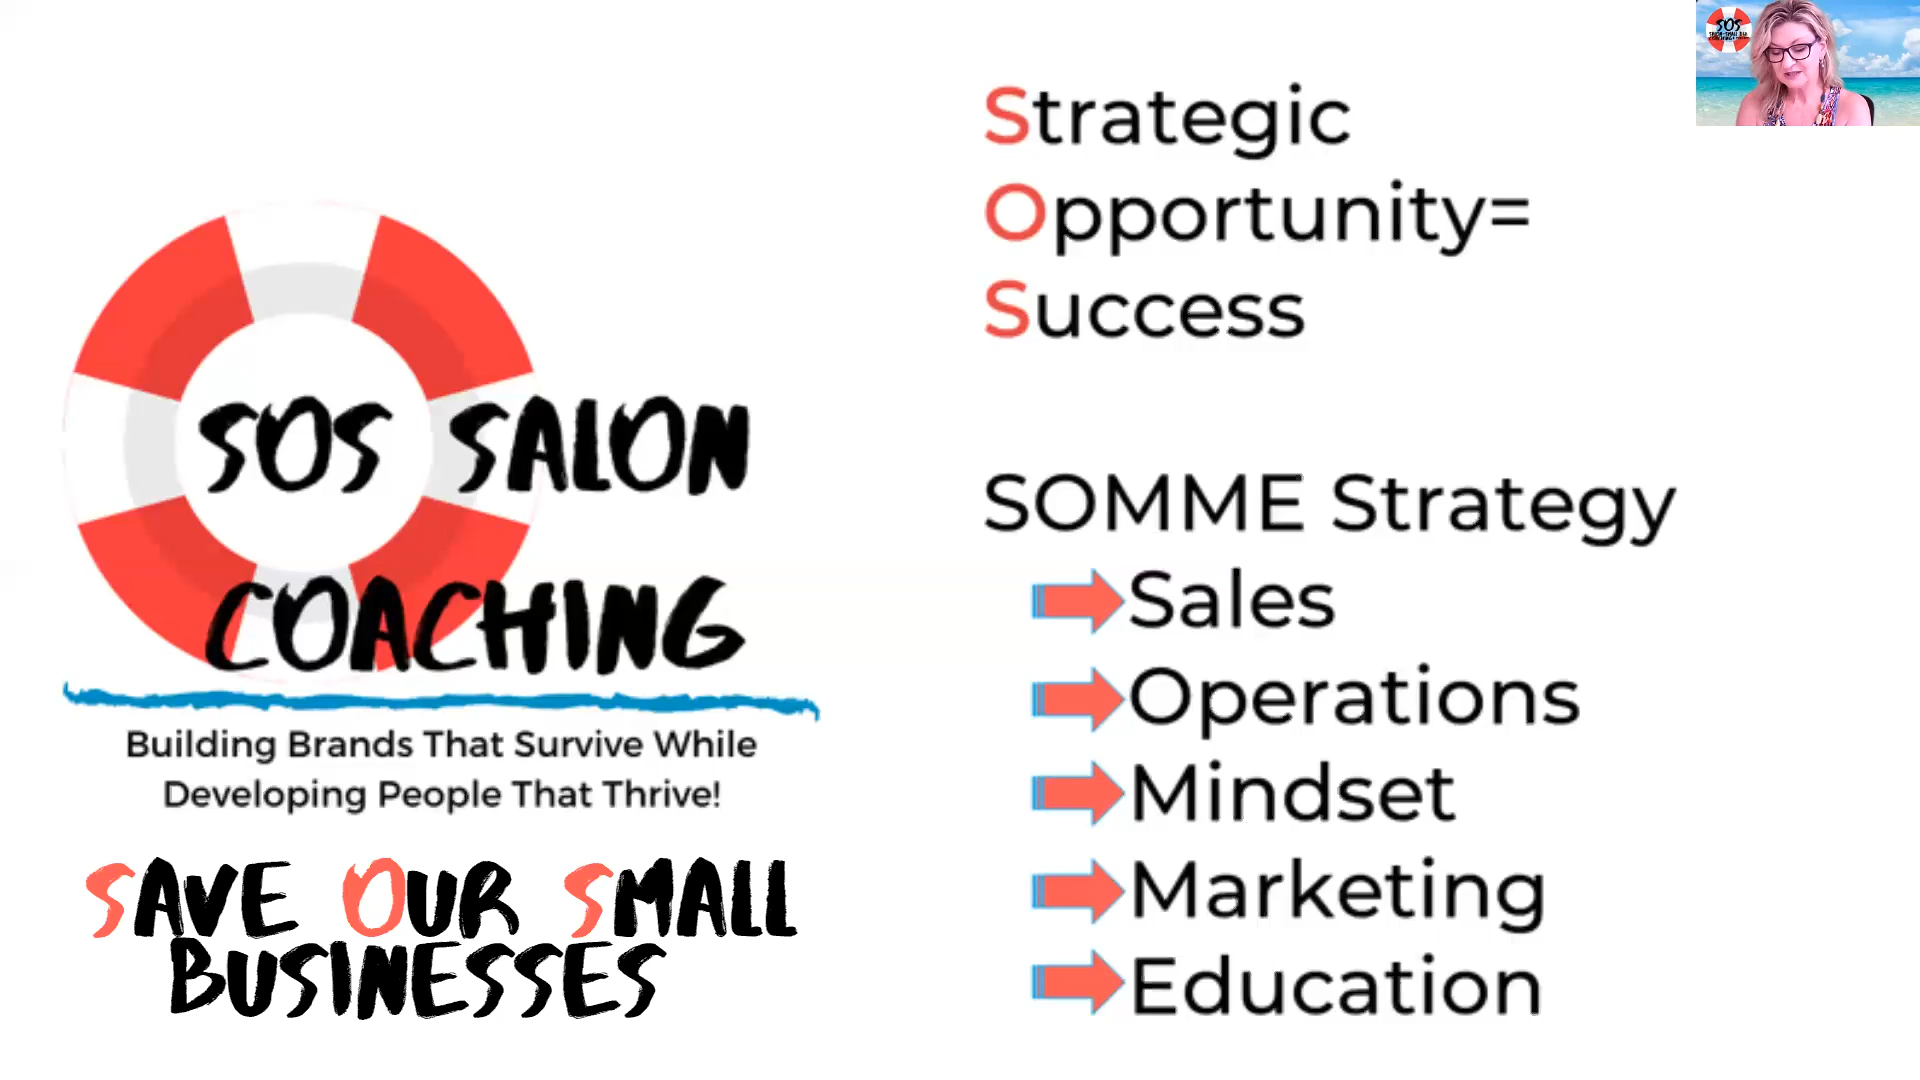 SOS SALON
COACHING
Building Brands That Survive While
Developing People That Thrive!
SAVE OUR SMALL
BUSINESSES
Strategic
Opportunity=
Success
SOMME Strategy
Sales
Operations
Mindset
Marketing
Education
SOS